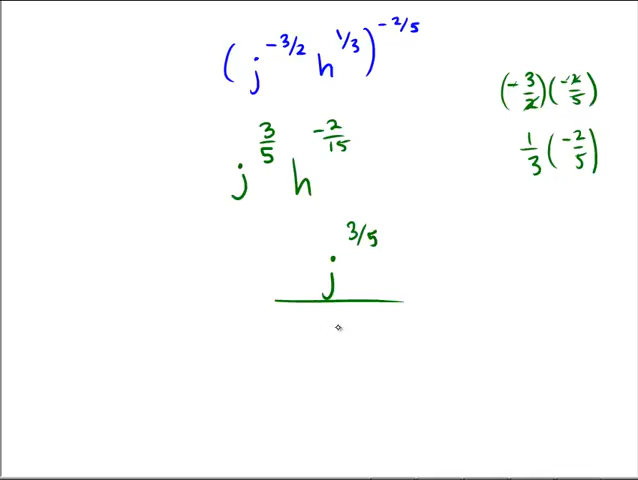 (j^{-3/2} h^{1/3})^{-2/5}
(-3/2)(-2/5)
j^{3/5} h^{-2/15}
1/3(-2/5)
j^{3/5}